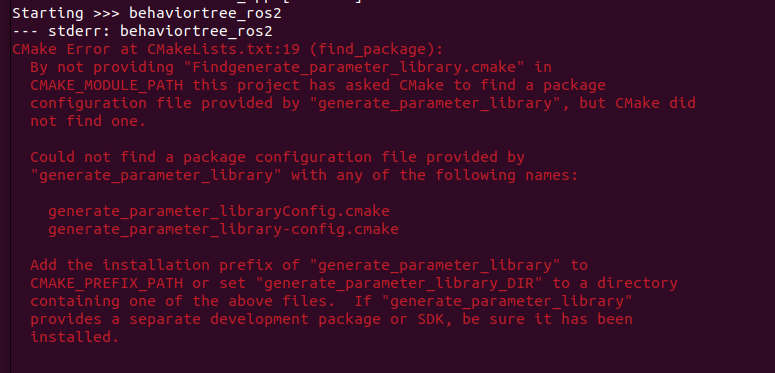 Starting >>> behaviortree_ros2
--- stderr: behaviortree_ros2
CMake Error at CMakeLists.txt:19 (find_package):
By not providing "Findgenerate_parameter_library.cmake" in
CMAKE_MODULE_PATH this project has asked CMake to find a package
configuration file provided by "generate_parameter_library", but CMake did
not find one.
Could not find a package configuration file provided by
"generate_parameter_library" with any of the following names:
generate_parameter_libraryConfig.cmake
generate_parameter_library-config.cmake
Add the installation prefix of "generate_parameter_library" to
CMAKE_PREFIX_PATH or set "generate_parameter_library_DIR" to a directory
containing one of the above files.  If "generate_parameter_library"
provides a separate development package or SDK, be sure it has been
installed.